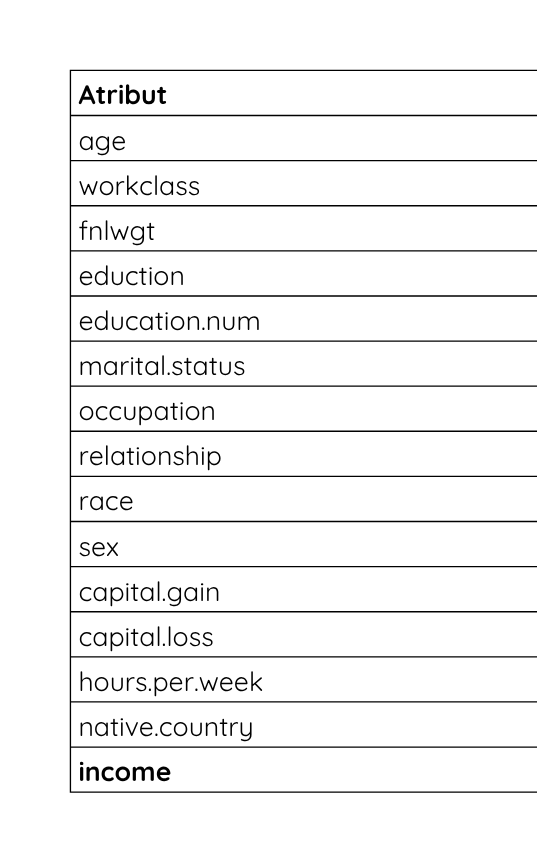 Atribut
age
workclass
fnlwgt
eduction
education.num
marital.status
occupation
relationship
race
sex
capital.gain
capital.loss
hours.per.week
native.country
income